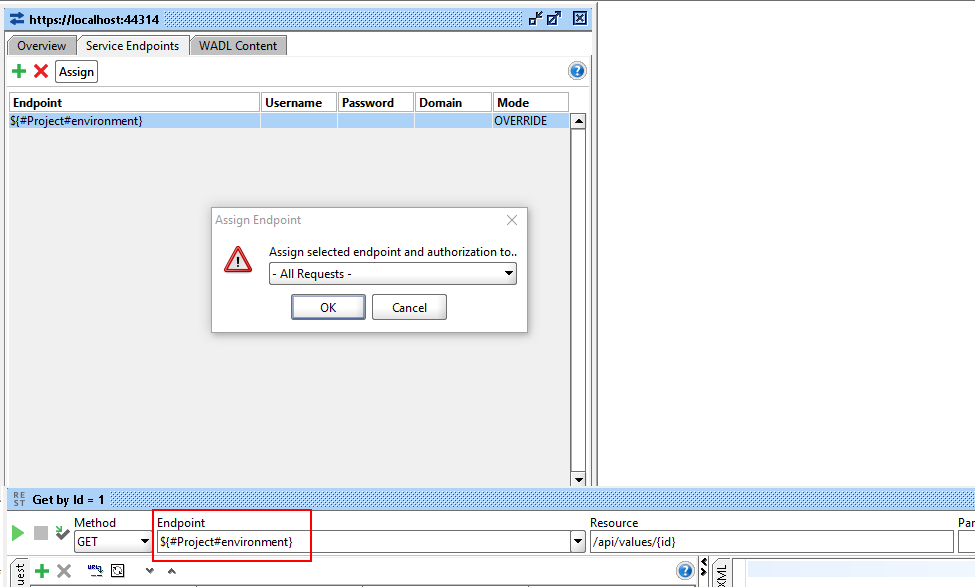 https://localhost:44314
Overview Service Endpoints WADL Content
Assign
Endpoint Username Password Domain Mode
${#Project#environment} OVERRIDE
Assign Endpoint
Assign selected endpoint and authorization to..
- All Requests -
OK Cancel
REST Get by Id = 1
Method Endpoint Resource Par
GET ${#Project#environment} /api/values/{id}
uest
XML